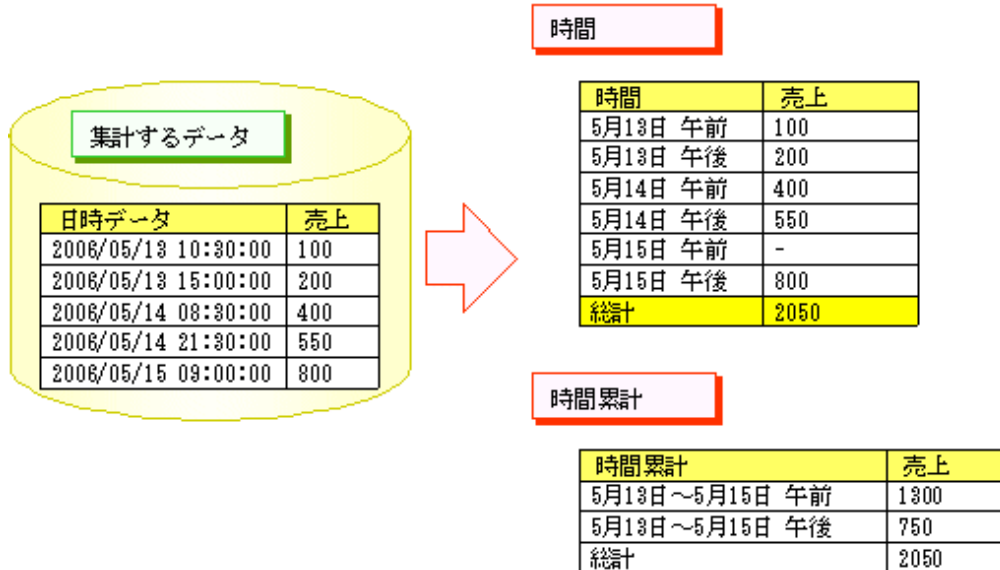 集計するデータ
日時データ 売上
2006/05/13 10:30:00 100
2006/05/13 15:00:00 200
2006/05/14 08:30:00 400
2006/05/14 21:30:00 550
2006/05/15 09:00:00 800
時間
時間 売上
5月13日 午前 100
5月13日 午後 200
5月14日 午前 400
5月14日 午後 550
5月15日 午前 -
5月15日 午後 800
総計 2050
時間累計
時間累計 売上
5月13日～5月15日 午前 1300
5月13日～5月15日 午後 750
総計 2050